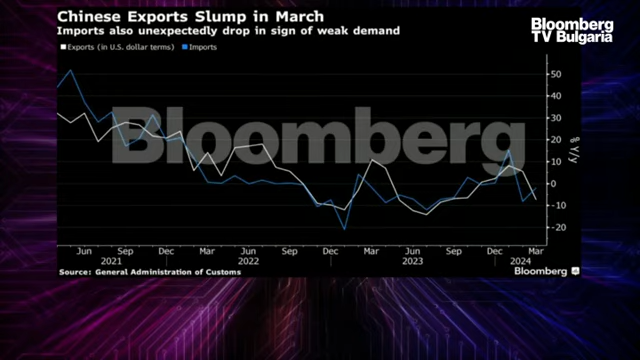 Chinese Exports Slump in March
Imports also unexpectedly drop in sign of weak demand
Exports (in U.S. dollar terms) Imports
Bloomberg
TV Bulgaria
Bloomberg
50
40
30
20
10
0
-10
-20
% Y/y
Jun Sep Dec Mar Jun Sep Dec Mar Jun Sep Dec Mar
2021 2022 2023 2024
Source: General Administration of Customs
Bloomberg